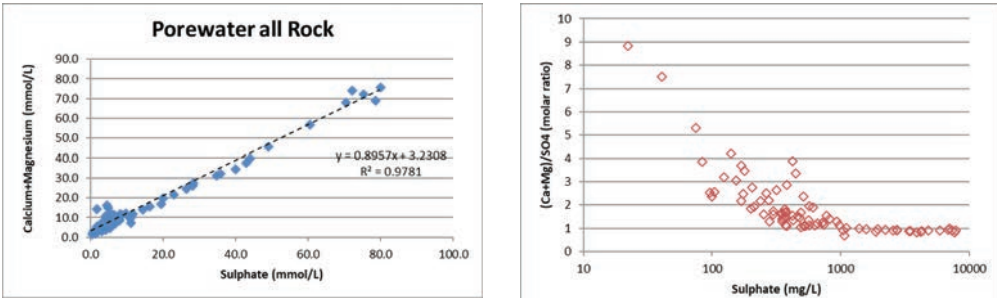 Porewater all Rock
Calcium+Magnesium (mmol/L)
90.0
80.0
70.0
60.0
50.0
40.0
30.0
20.0
10.0
0.0
y = 0.8957x + 3.2308
R² = 0.9781
0.0 20.0 40.0 60.0 80.0 100.0
Sulphate (mmol/L)
(Ca+Mg)/SO4 (molar ratio)
10
9
8
7
6
5
4
3
2
1
0
10 100 1000 10000
Sulphate (mg/L)